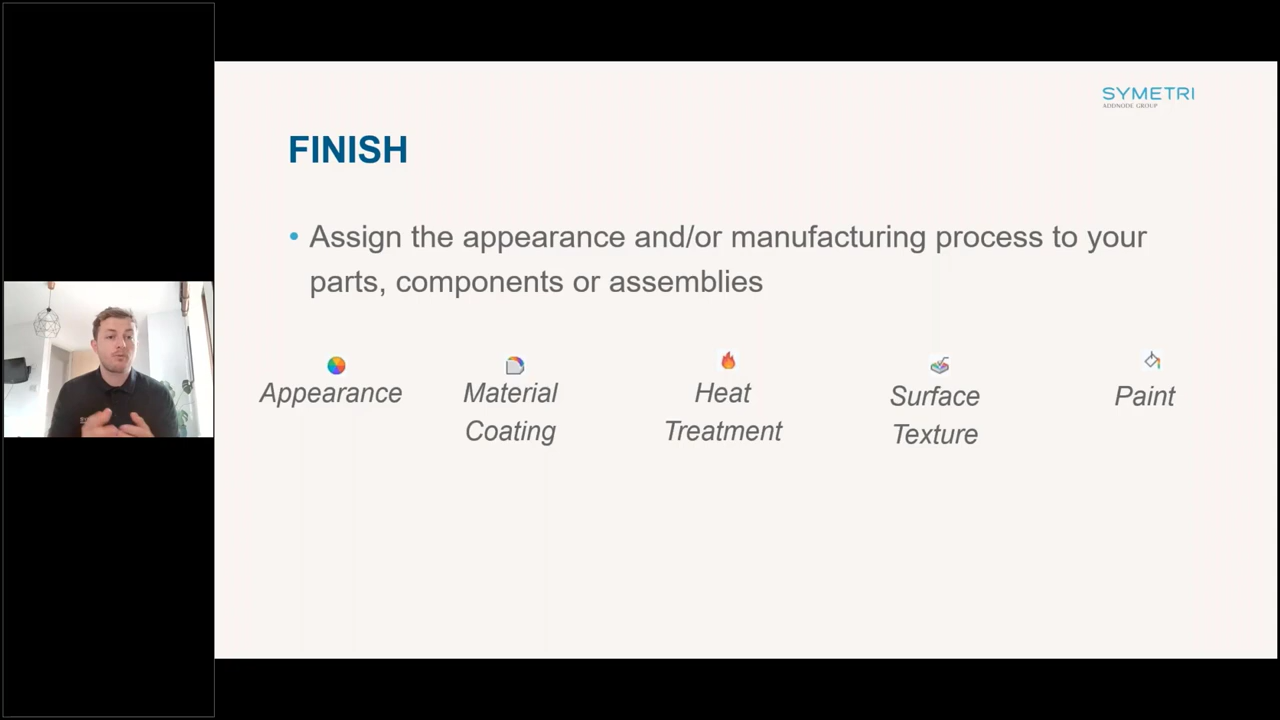 SYMETRI
ADDNODE GROUP
FINISH
• Assign the appearance and/or manufacturing process to your
parts, components or assemblies
Appearance
Material
Coating
Heat
Treatment
Surface
Texture
Paint